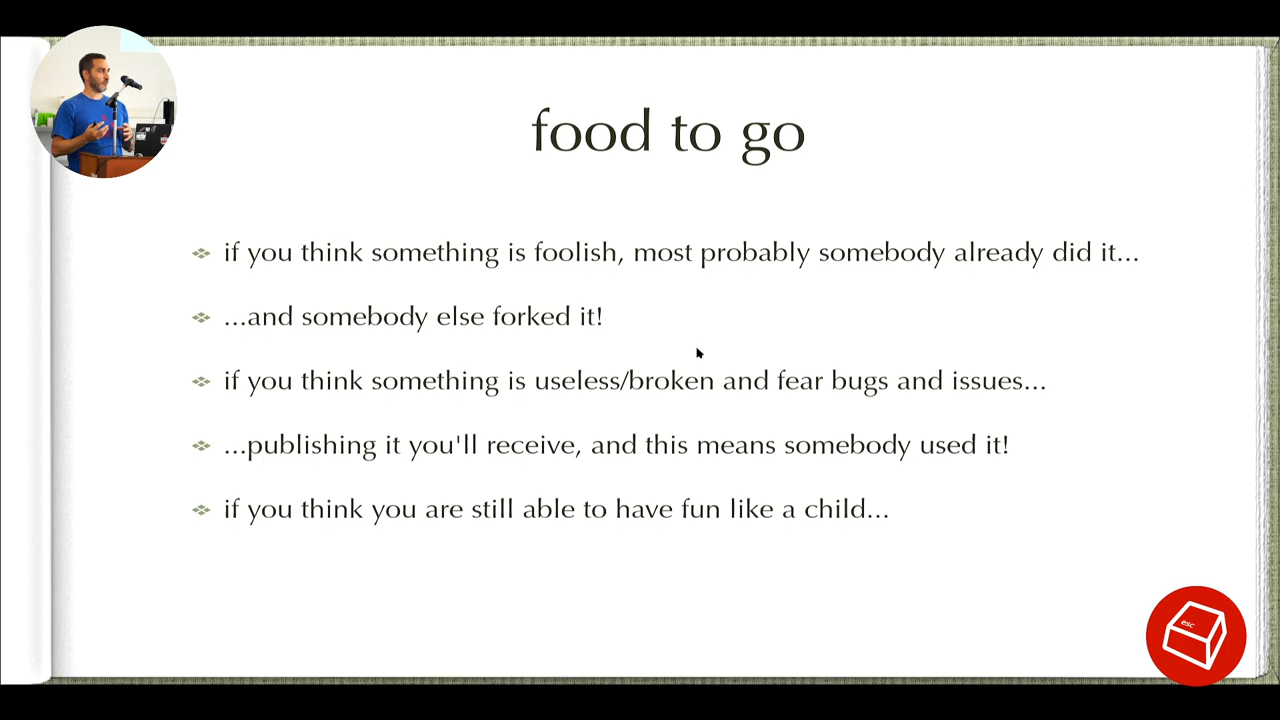 food to go
if you think something is foolish, most probably somebody already did it...
...and somebody else forked it!
if you think something is useless/broken and fear bugs and issues...
...publishing it you'll receive, and this means somebody used it!
if you think you are still able to have fun like a child...
esc